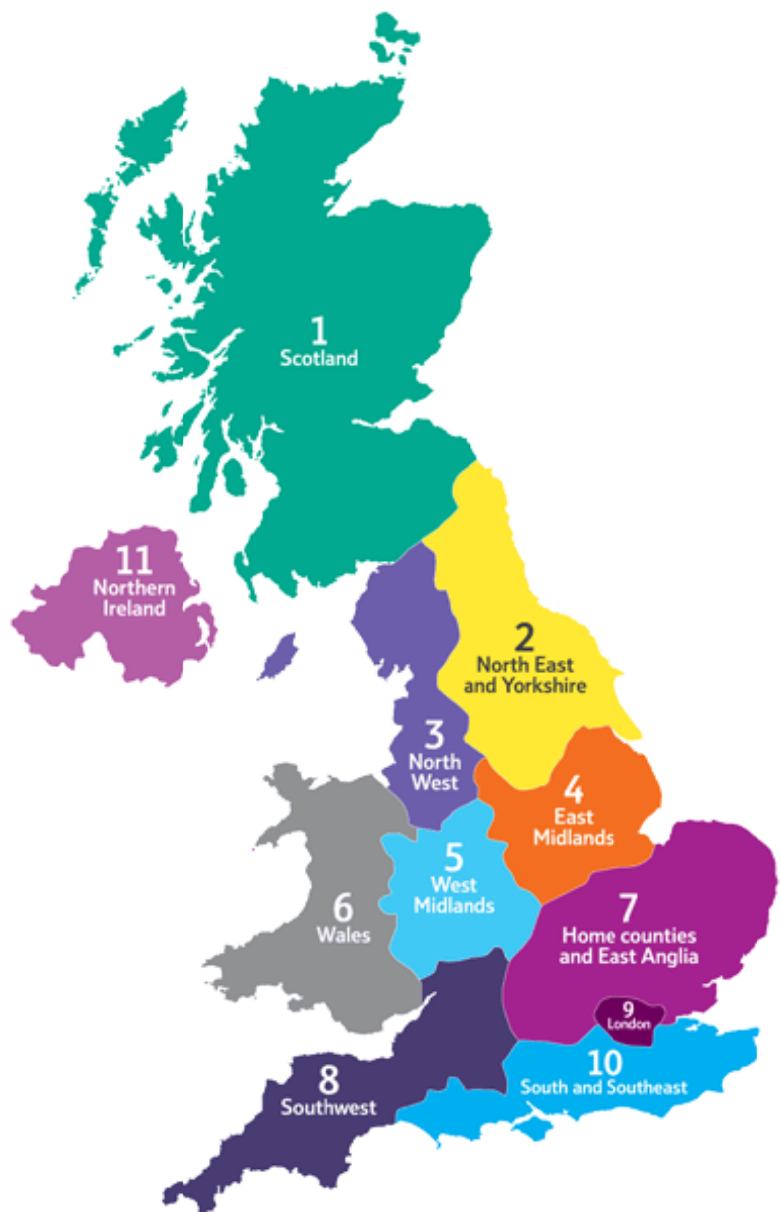 1
Scotland
11
Northern
Ireland
2
North East
and Yorkshire
3
North
West
4
East
Midlands
5
West
Midlands
6
Wales
7
Home counties
and East Anglia
8
Southwest
9
London
10
South and Southeast